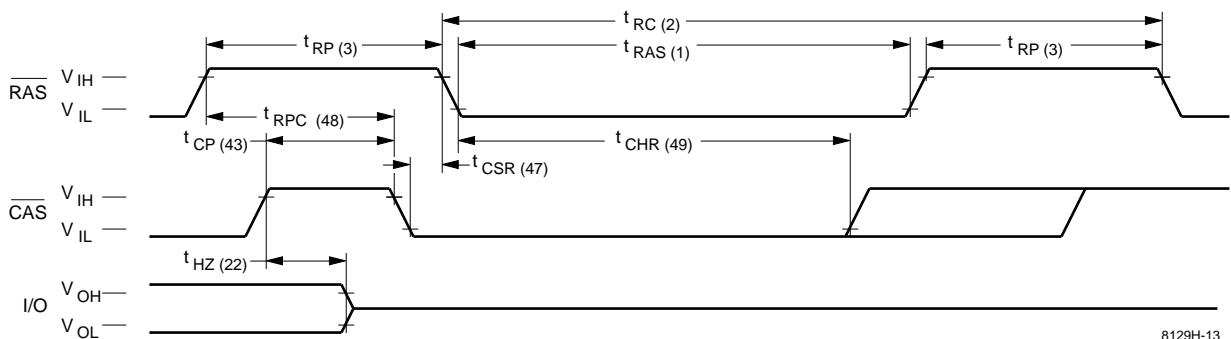 t RC (2)
t RP (3)
t RAS (1)
t RP (3)
RAS
V IH
V IL
t RPC (48)
t CP (43)
t CHR (49)
t CSR (47)
CAS
V IH
V IL
t HZ (22)
I/O
V OH
V OL
8129H-13